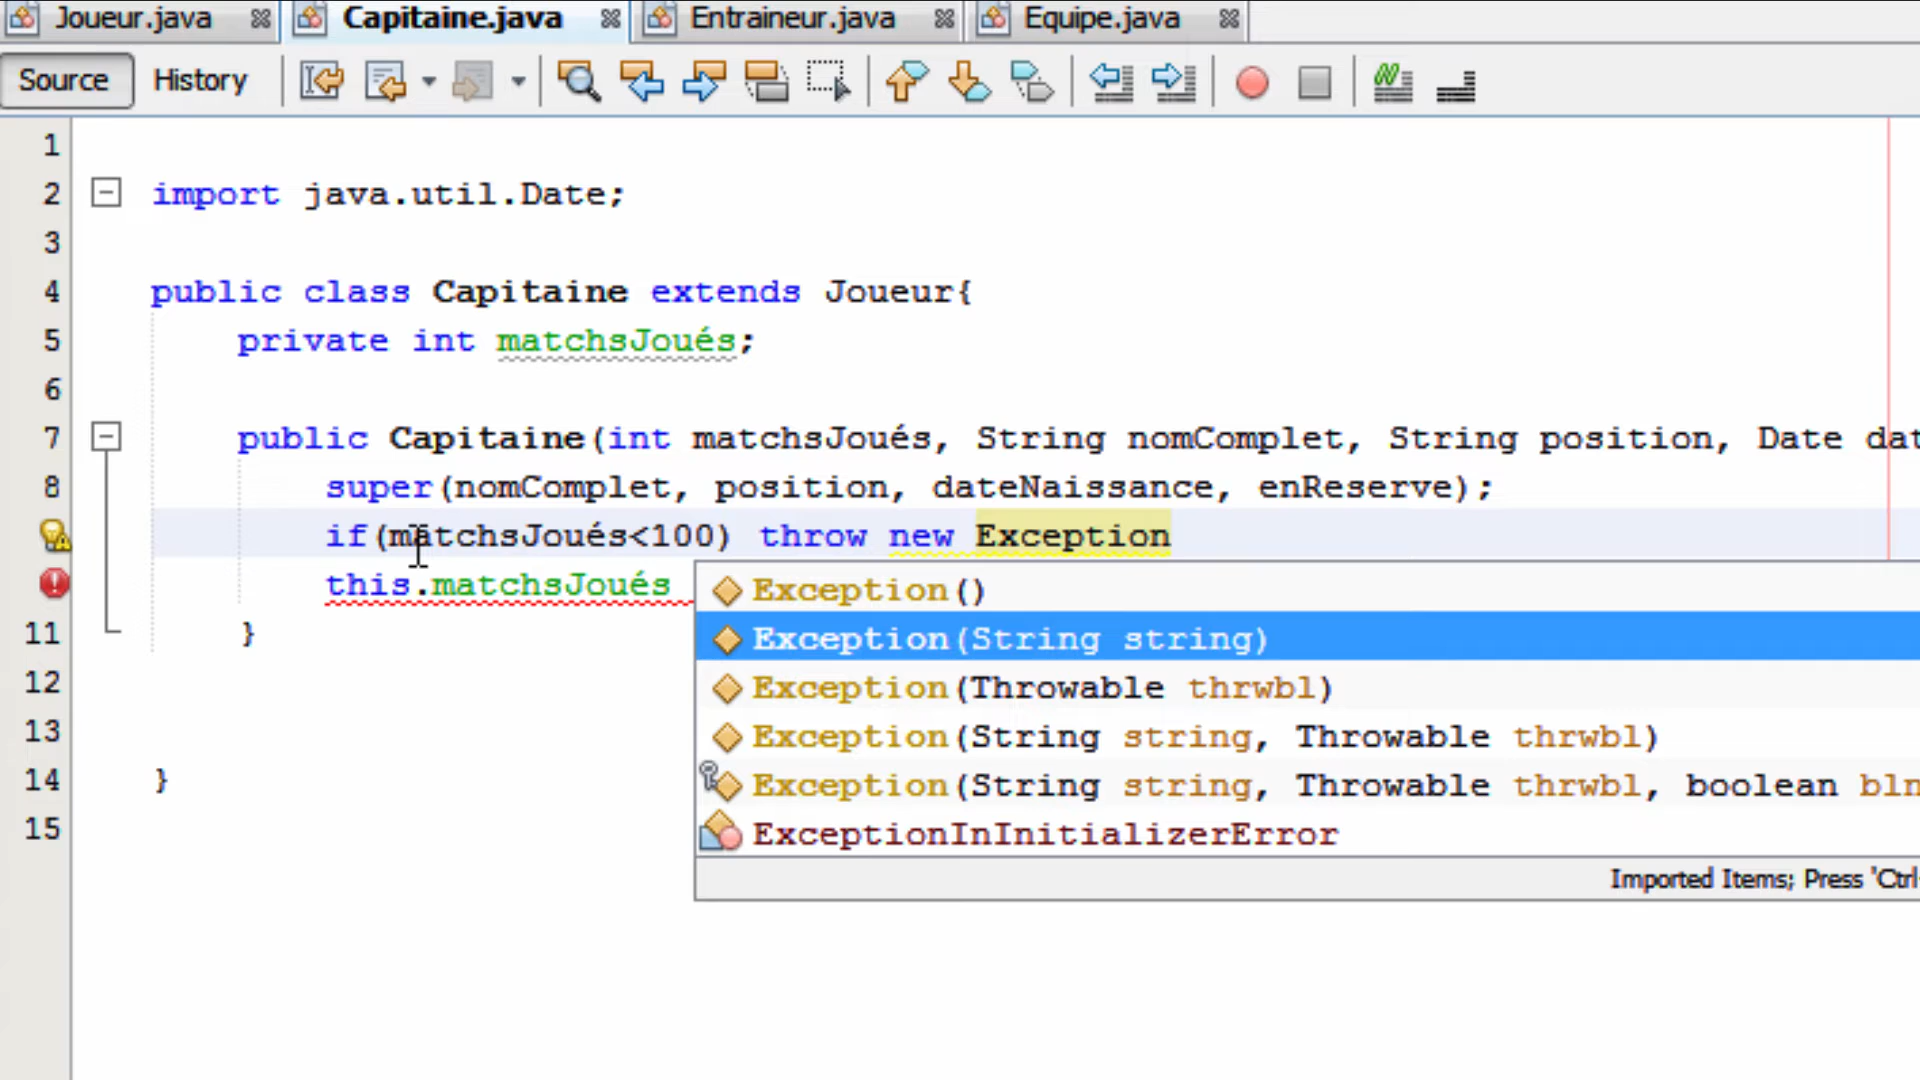 Joueur.java Capitaine.java Entraineur.java Equipe.java
Source History
1
2 import java.util.Date;
3
4 public class Capitaine extends Joueur{
5 private int matchsJoués;
6
7 public Capitaine(int matchsJoués, String nomComplet, String position, Date dat
8 super(nomComplet, position, dateNaissance, enReserve);
if(matchsJoués<100) throw new Exception
this.matchsJoués
Exception()
11 }
Exception(String string)
12 Exception(Throwable thrwbl)
13 Exception(String string, Throwable thrwbl)
14 }
Exception(String string, Throwable thrwbl, boolean bln
15 ExceptionInInitializerError
Imported Items; Press 'Ctrl